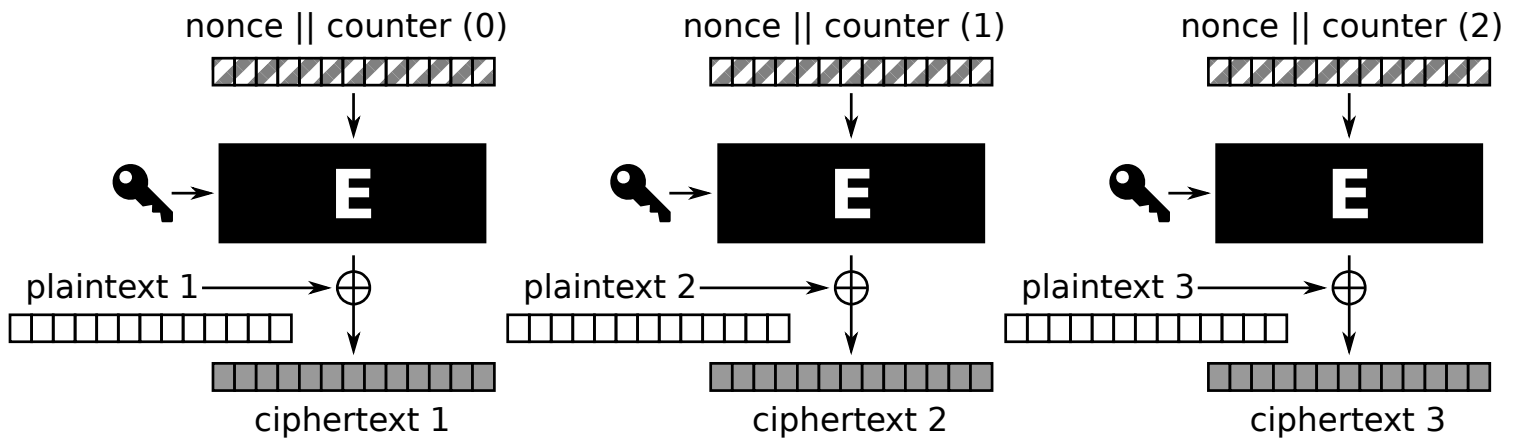 nonce || counter (0)
nonce || counter (1)
nonce || counter (2)
E
E
E
plaintext 1
plaintext 2
plaintext 3
ciphertext 1
ciphertext 2
ciphertext 3